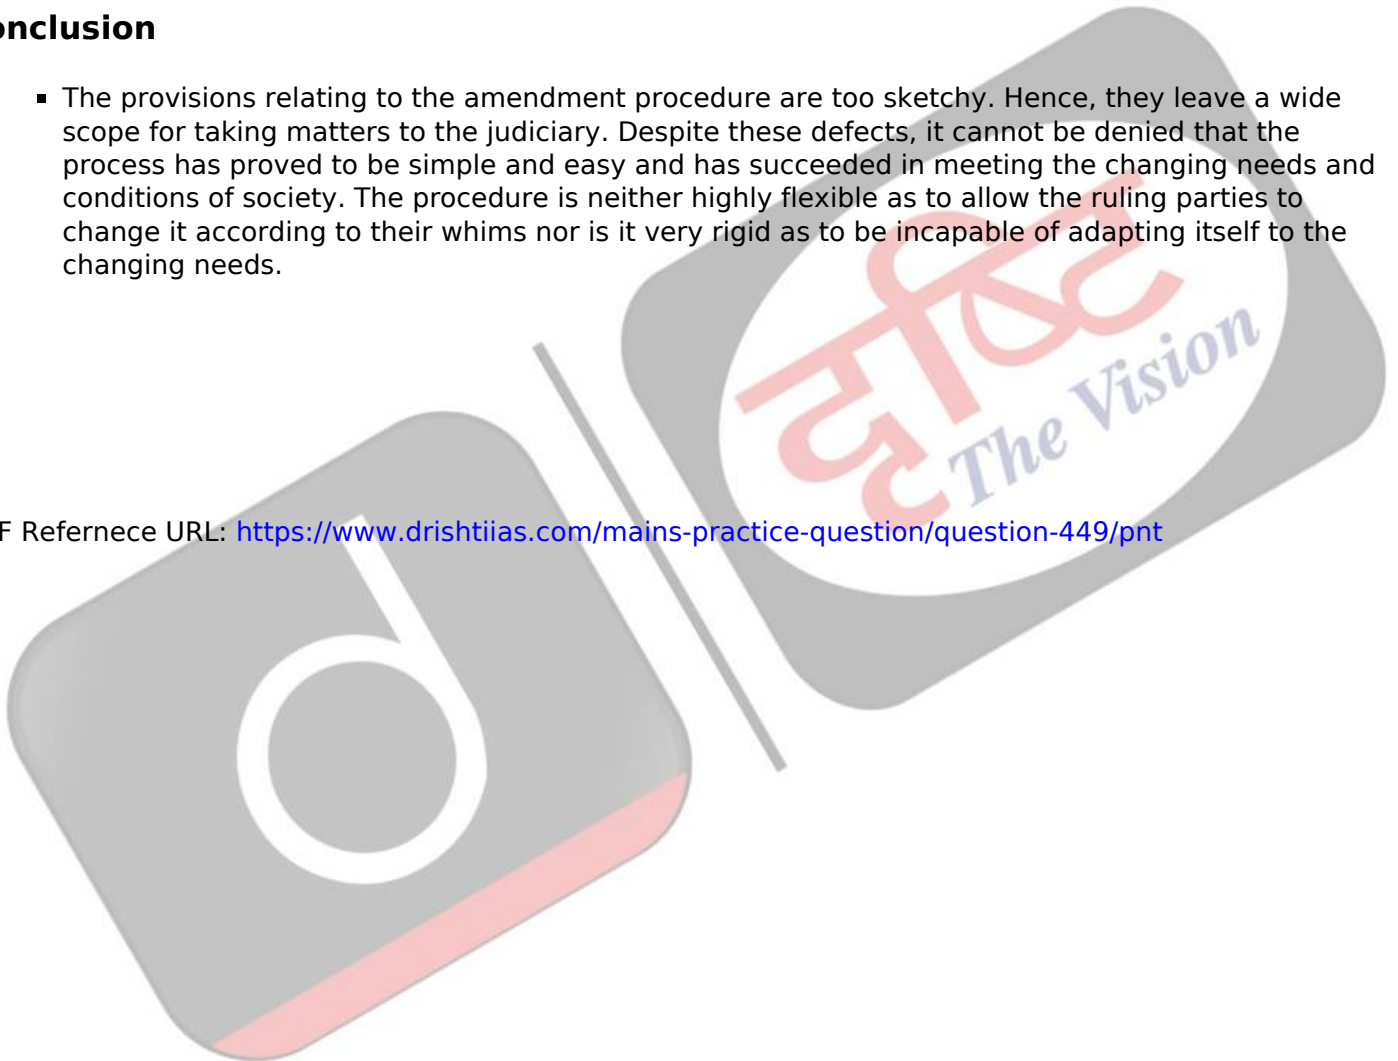 onclusion
▪ The provisions relating to the amendment procedure are too sketchy. Hence, they leave a wide
scope for taking matters to the judiciary. Despite these defects, it cannot be denied that the
process has proved to be simple and easy and has succeeded in meeting the changing needs and
conditions of society. The procedure is neither highly flexible as to allow the ruling parties to
change it according to their whims nor is it very rigid as to be incapable of adapting itself to the
changing needs.
दृष्टि
The Vision
F Refernece URL: https://www.drishtiias.com/mains-practice-question/question-449/pnt
d